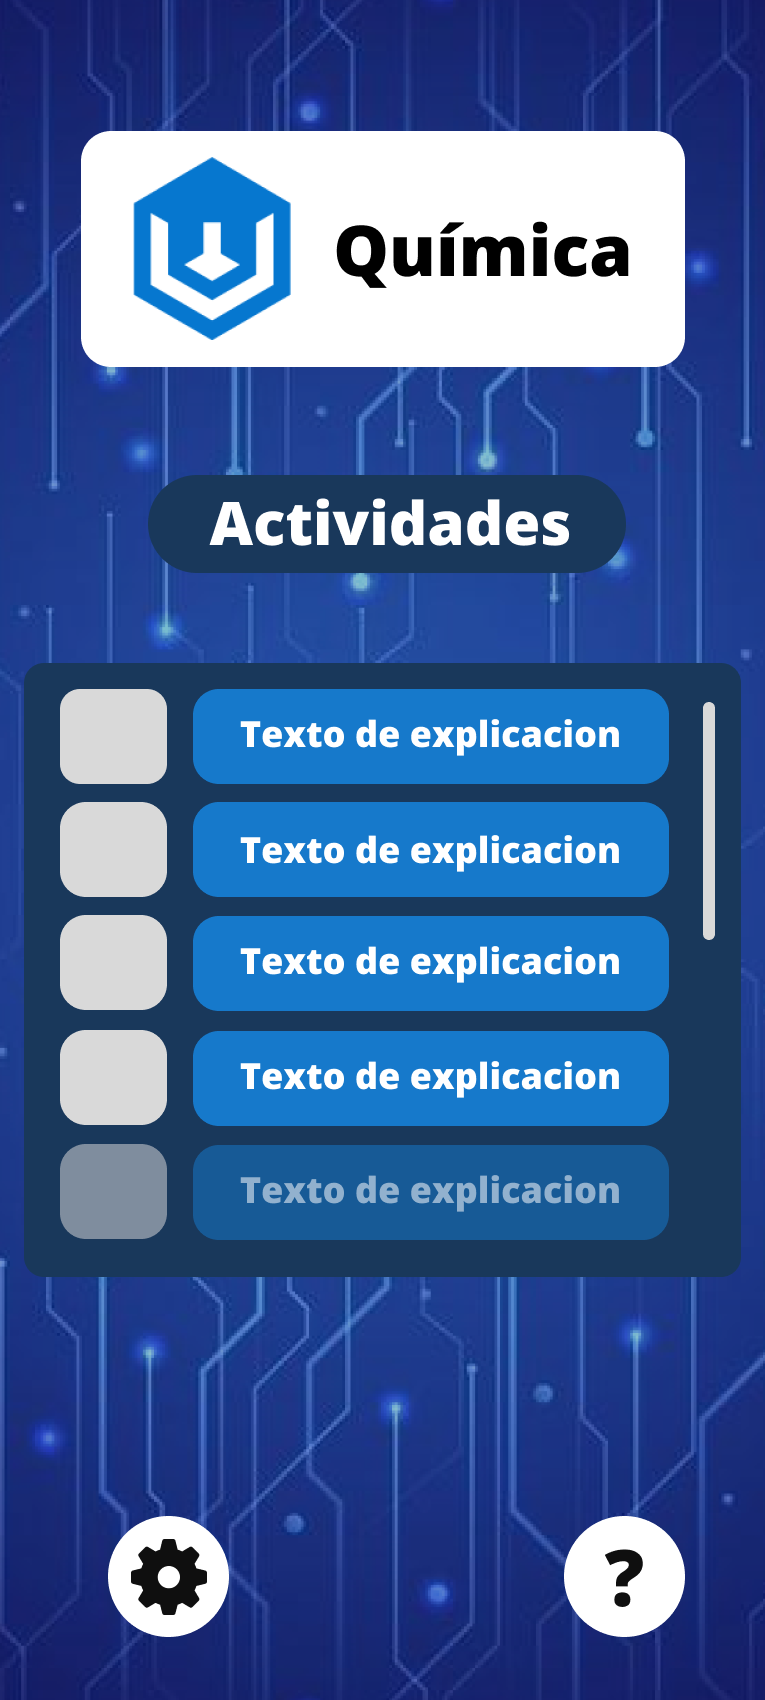 Química
Actividades
Texto de explicacion
Texto de explicacion
Texto de explicacion
Texto de explicacion
Texto de explicacion
?